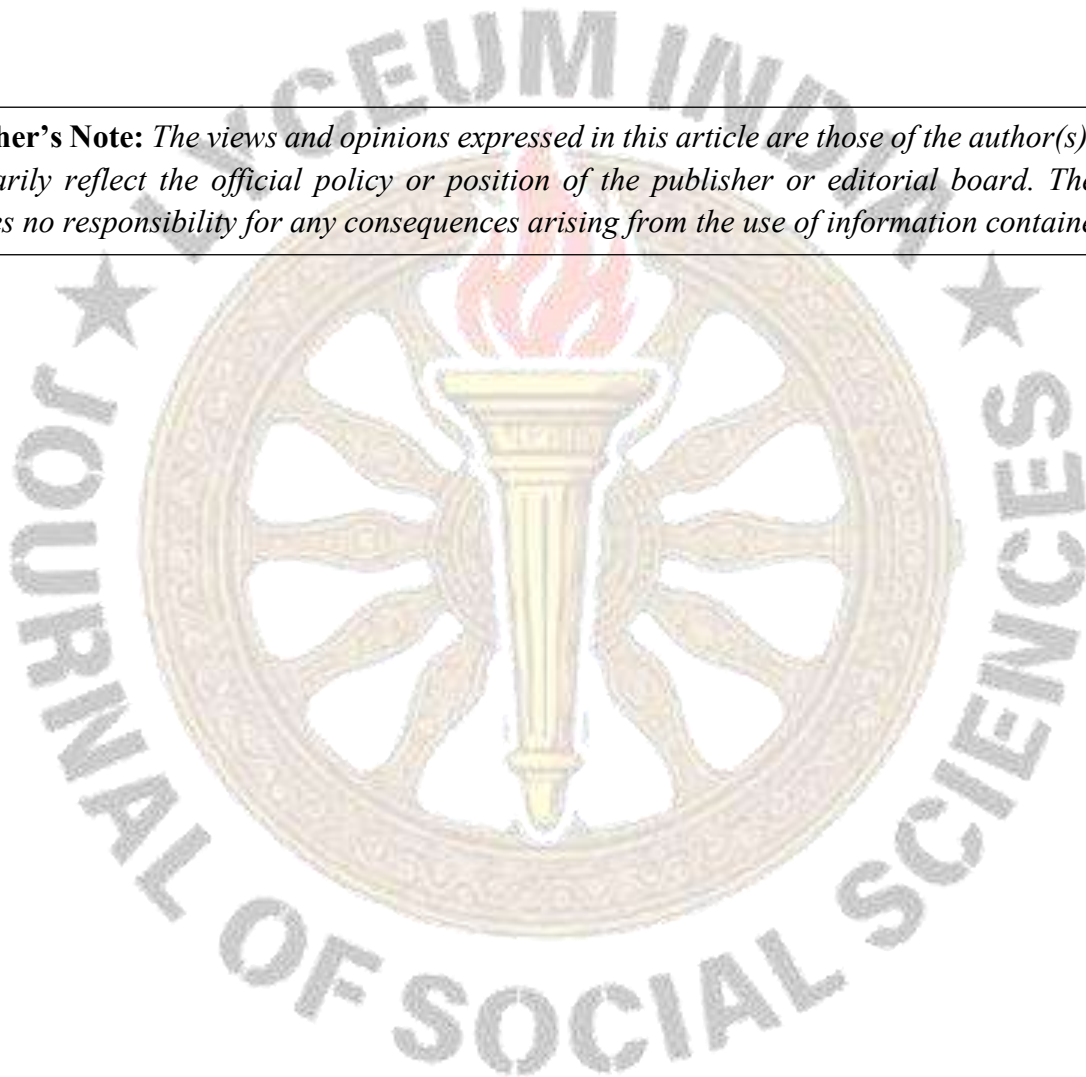 LYCEUM INDIA
her's Note: The views and opinions expressed in this article are those of the author(s)
arily reflect the official policy or position of the publisher or editorial board. The
es no responsibility for any consequences arising from the use of information containe
JOURNAL OF SOCIAL SCIENCES